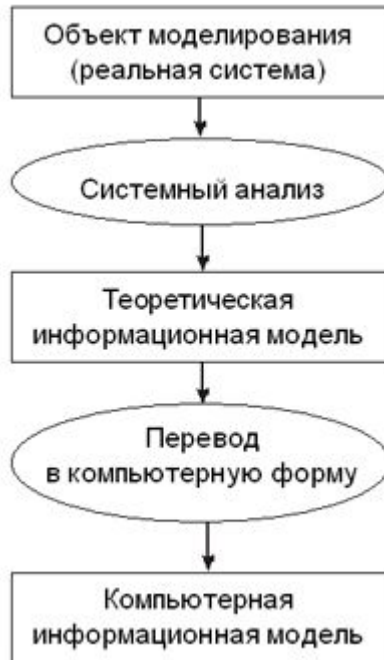 Объект моделирования
(реальная система)
Системный анализ
Теоретическая
информационная модель
Перевод
в компьютерную форму
Компьютерная
информационная модель